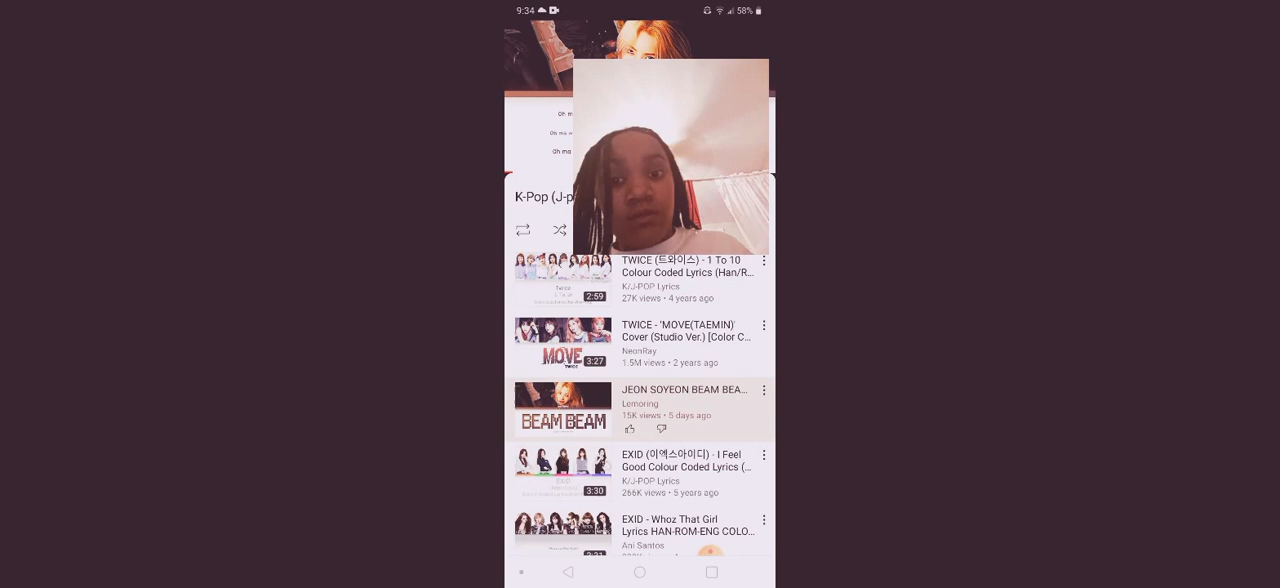 9:34
58%
Oh m
Oh ma w
Oh ma
K-Pop (J-p
TWICE (트와이스) - 1 To 10
Colour Coded Lyrics (Han/R...
K/J-POP Lyrics
27K views • 4 years ago
2:59
TWICE - 'MOVE(TAEMIN)'
Cover (Studio Ver.) [Color C...
NeonRay
1.5M views • 2 years ago
MOVE
TWICE
3:27
JEON SOYEON BEAM BEA...
Lemoring
15K views • 5 days ago
BEAM BEAM
EXID (이엑스아이디) - I Feel
Good Colour Coded Lyrics (...
K/J-POP Lyrics
266K views • 5 years ago
EXID
3:30
EXID - Whoz That Girl
Lyrics HAN-ROM-ENG COLO...
Ani Santos